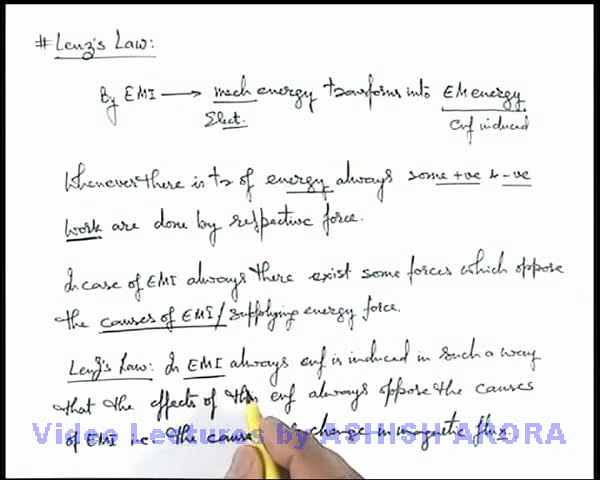 # Lenz's Law:
By EMI → mech energy transforms into EM energy
Elect.
emf induced
Whenever there is tr of energy always some +ve & -ve
work are done by respective force.
In case of EMI always there exist some forces which oppose
the causes of EMI / supplying energy force.
Lenz's Law: In EMI always emf is induced in such a way
that the effects of this emf always oppose the causes
of EMI i.e. the cause change in magnetic flux.
Video Lectures by ASHISH ARORA